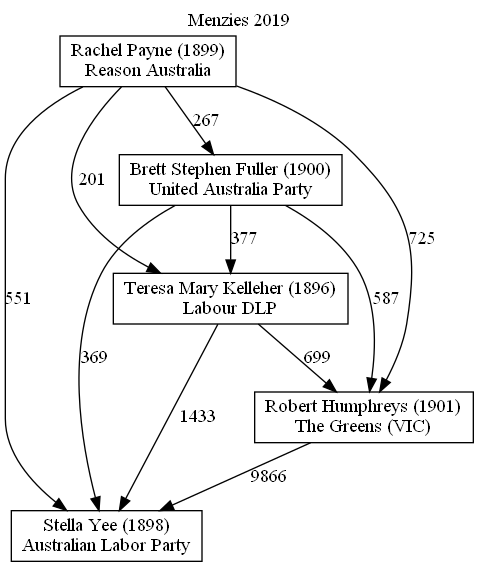 Menzies 2019
Rachel Payne (1899)
Reason Australia
267
Brett Stephen Fuller (1900)
United Australia Party
201
377
725
Teresa Mary Kelleher (1896)
Labour DLP
551
587
369
699
Robert Humphreys (1901)
The Greens (VIC)
1433
9866
Stella Yee (1898)
Australian Labor Party